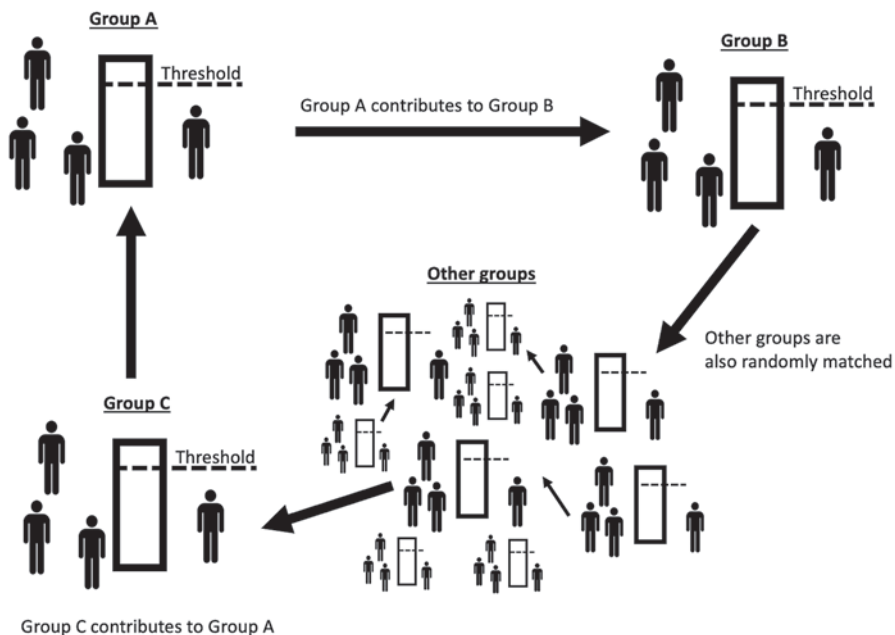 Group A
Threshold
Group A contributes to Group B
Group B
Threshold
Other groups
Other groups are
also randomly matched
Group C
Threshold
Group C contributes to Group A